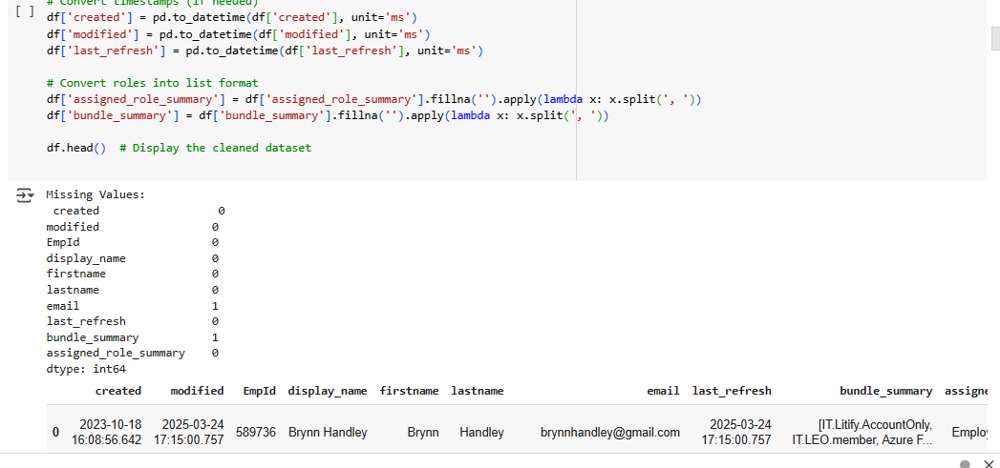 # Convert timestamps (if needed)
[ ] df['created'] = pd.to_datetime(df['created'], unit='ms')
df['modified'] = pd.to_datetime(df['modified'], unit='ms')
df['last_refresh'] = pd.to_datetime(df['last_refresh'], unit='ms')
# Convert roles into list format
df['assigned_role_summary'] = df['assigned_role_summary'].fillna('').apply(lambda x: x.split(', '))
df['bundle_summary'] = df['bundle_summary'].fillna('').apply(lambda x: x.split(', '))
df.head()  # Display the cleaned dataset
Missing Values:
created 0
modified 0
EmpId 0
display_name 0
firstname 0
lastname 0
email 1
last_refresh 0
bundle_summary 1
assigned_role_summary 0
dtype: int64
created modified EmpId display_name firstname lastname email last_refresh bundle_summary assigne
2023-10-18 2025-03-24 2025-03-24 [IT.Litify.AccountOnly,
0 589736 Brynn Handley Brynn Handley brynnhandley@gmail.com Employ
16:08:56.642 17:15:00.757 17:15:00.757 IT.LEO.member, Azure F...